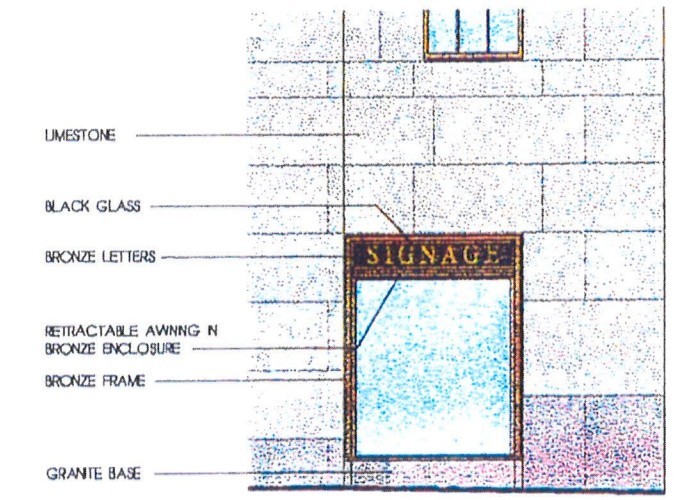 LIMESTONE
BLACK GLASS
BRONZE LETTERS
SIGNAGE
RETRACTABLE AWNING IN
BRONZE ENCLOSURE
BRONZE FRAME
GRANITE BASE